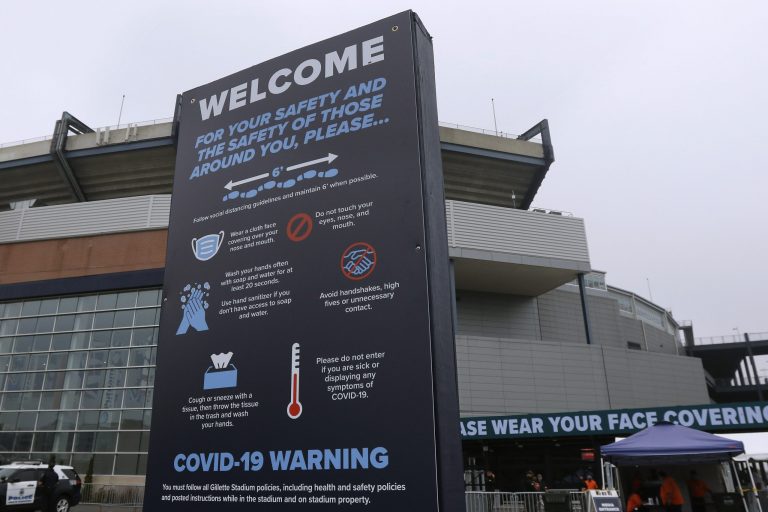 WELCOME
FOR YOUR SAFETY AND
THE SAFETY OF THOSE
AROUND YOU, PLEASE...
6'
Follow social distancing guidelines and maintain 6' when possible.
Wear a cloth face
covering over your
nose and mouth.
Do not touch your
eyes, nose, and
mouth.
Wash your hands often
with soap and water for at
least 20 seconds.
Use hand sanitizer if you
don't have access to soap
and water.
Avoid handshakes, high
fives or unnecessary
contact.
Cough or sneeze with a
tissue, then throw the tissue
in the trash and wash
your hands.
Please do not enter
if you are sick or
displaying any
symptoms of
COVID-19.
COVID-19 WARNING
You must follow all Gillette Stadium policies, including health and safety policies
and posted instructions while in the stadium and on stadium property.
ASE WEAR YOUR FACE COVERING
POLICE
MEDIA
ENTRANCE